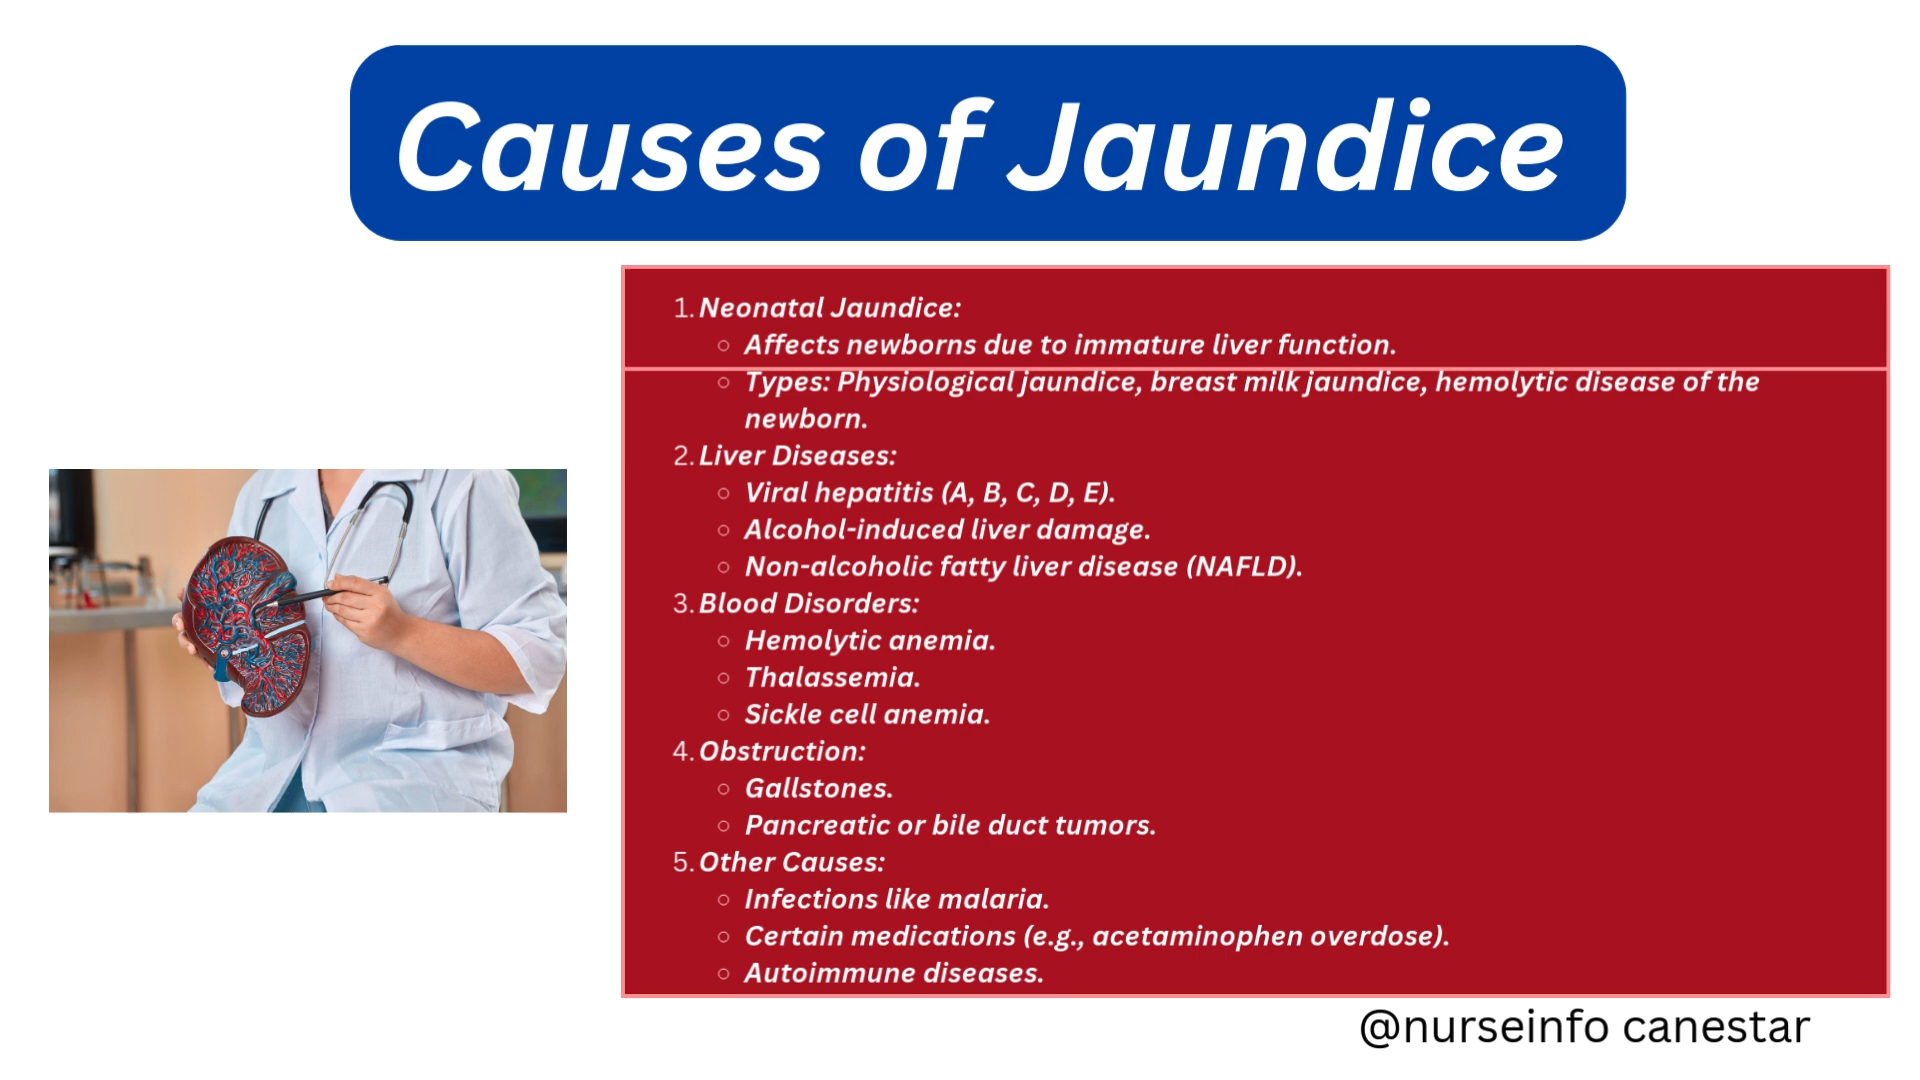 Causes of Jaundice
1. Neonatal Jaundice:
○ Affects newborns due to immature liver function.
○ Types: Physiological jaundice, breast milk jaundice, hemolytic disease of the
newborn.
2. Liver Diseases:
○ Viral hepatitis (A, B, C, D, E).
○ Alcohol-induced liver damage.
○ Non-alcoholic fatty liver disease (NAFLD).
3. Blood Disorders:
○ Hemolytic anemia.
○ Thalassemia.
○ Sickle cell anemia.
4. Obstruction:
○ Gallstones.
○ Pancreatic or bile duct tumors.
5. Other Causes:
○ Infections like malaria.
○ Certain medications (e.g., acetaminophen overdose).
○ Autoimmune diseases.
@nurseinfo canestar